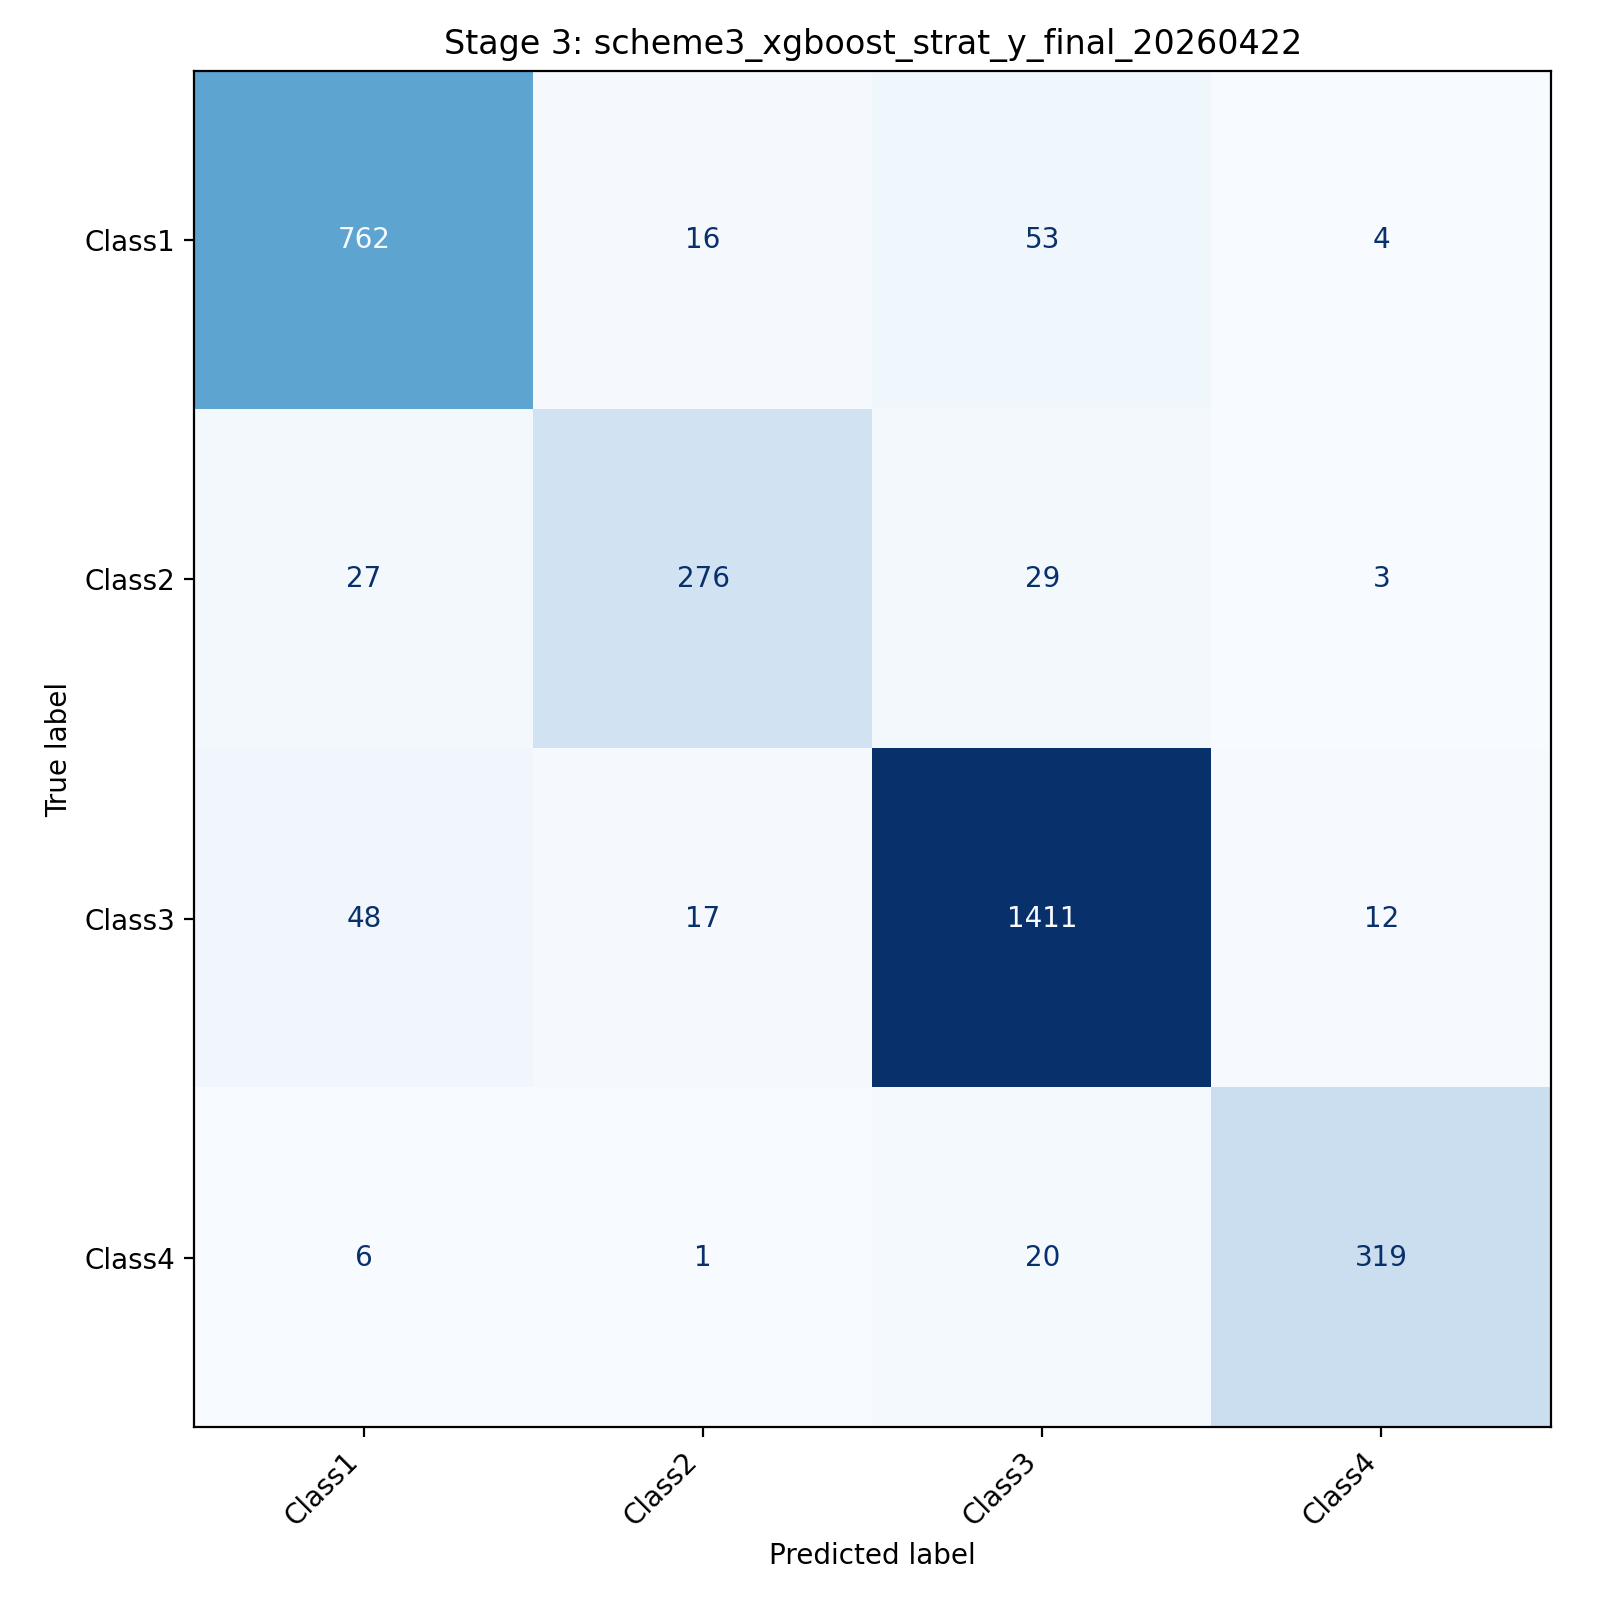 Stage 3: scheme3_xgboost_strat_y_final_20260422
Class1 762 16 53 4
Class2 27 276 29 3
True label
Class3 48 17 1411 12
Class4 6 1 20 319
Class1 Class2 Class3 Class4
Predicted label